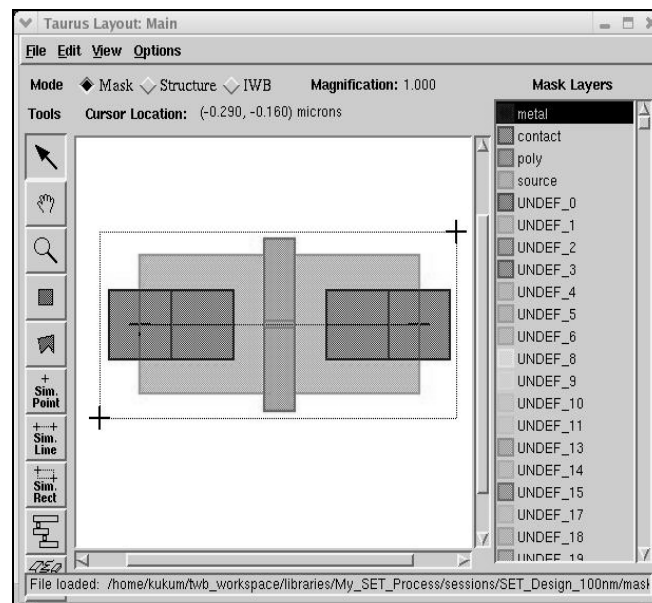 Taurus Layout: Main
File Edit View Options
Mode Mask Structure IWB Magnification: 1.000 Mask Layers
Tools Cursor Location: (-0.290, -0.160) microns
metal
contact
poly
source
UNDEF_0
UNDEF_1
UNDEF_2
UNDEF_3
UNDEF_4
UNDEF_5
UNDEF_6
UNDEF_8
UNDEF_9
UNDEF_10
UNDEF_11
UNDEF_13
UNDEF_14
UNDEF_15
UNDEF_17
UNDEF_18
UNDEF_19
Sim.
Point
Sim.
Line
Sim.
Rect
File loaded: /home/kukum/twb_workspace/libraries/My_SET_Process/sessions/SET_Design_100nm/mask